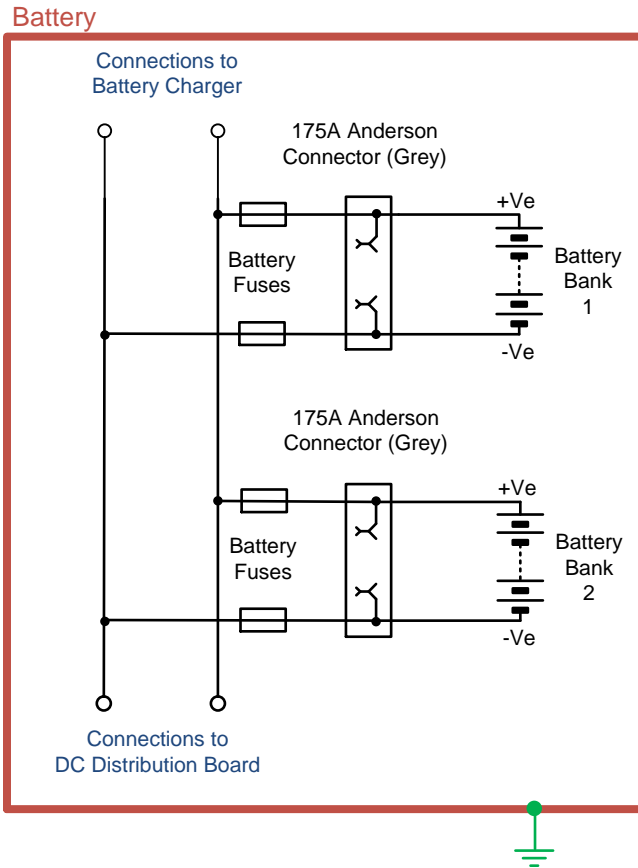 Battery
Connections to
Battery Charger
175A Anderson
Connector (Grey)
+Ve
Battery
Fuses
Battery
Bank
1
-Ve
175A Anderson
Connector (Grey)
+Ve
Battery
Fuses
Battery
Bank
2
-Ve
Connections to
DC Distribution Board